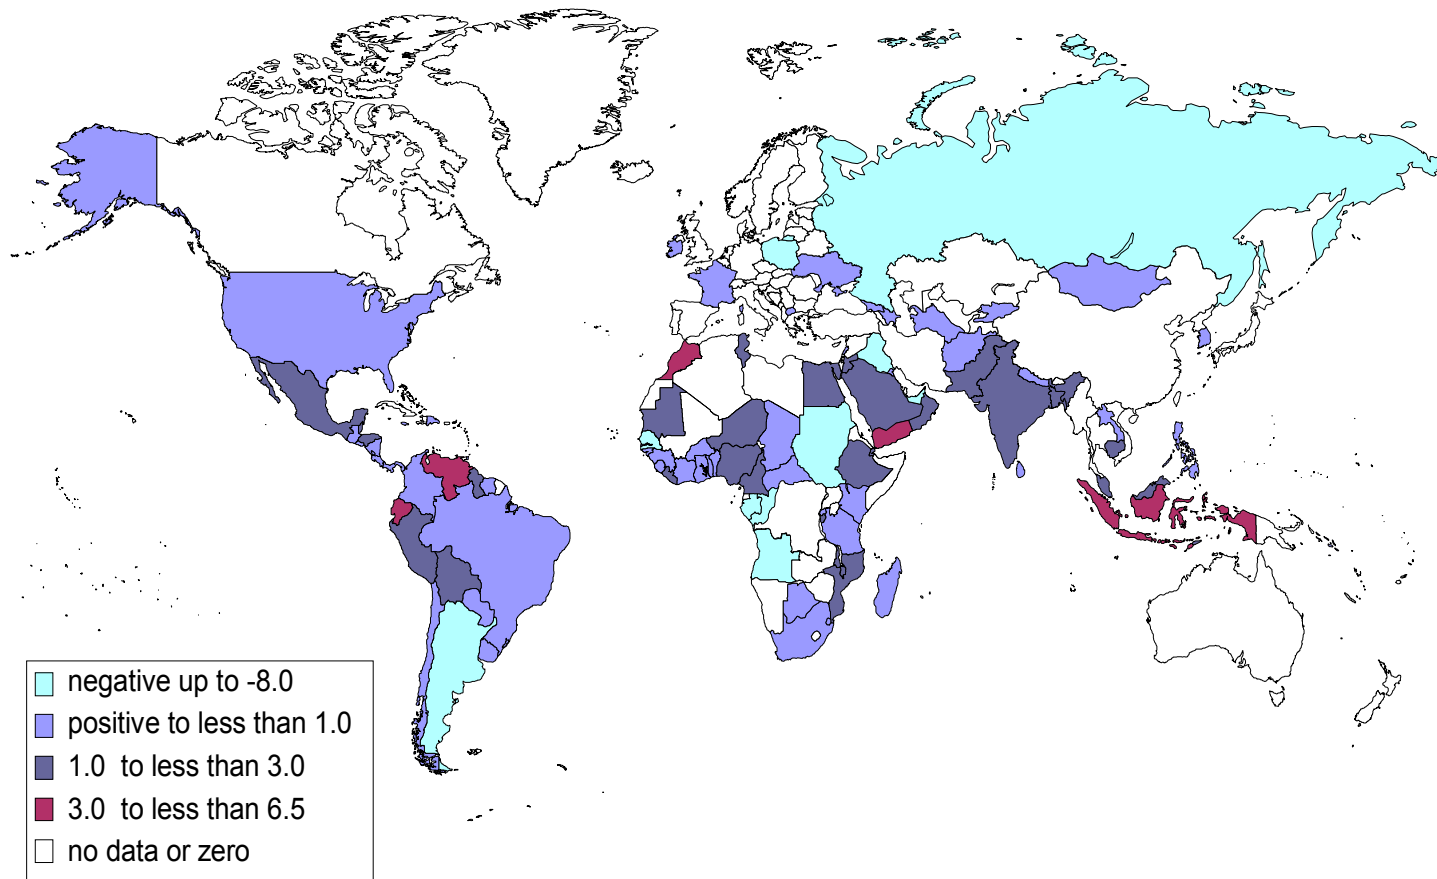 negative up to -8.0
positive to less than 1.0
1.0 to less than 3.0
3.0 to less than 6.5
no data or zero